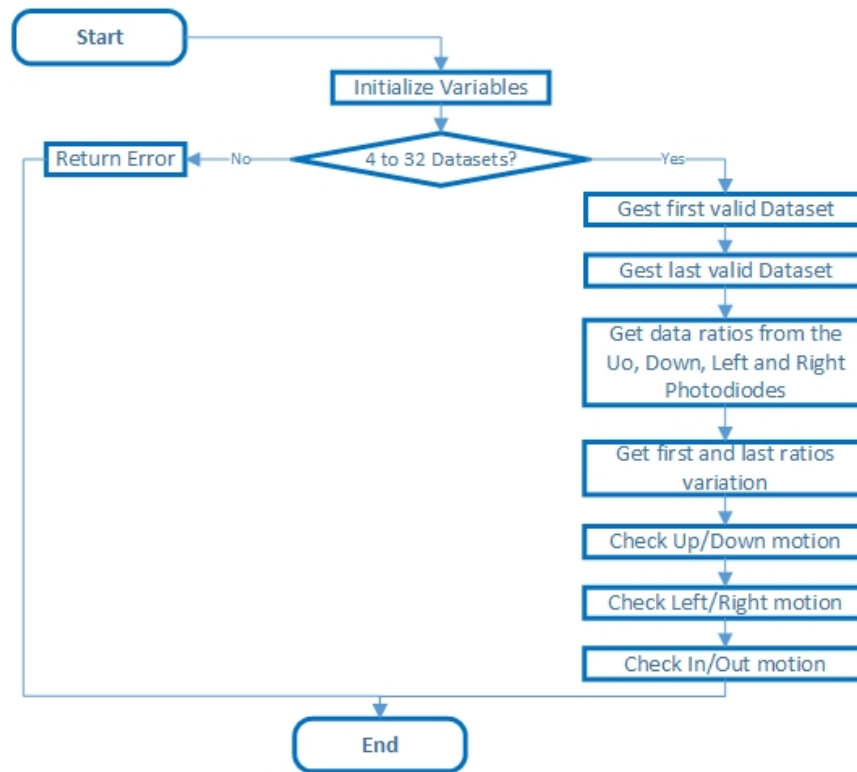 Start
Initialize Variables
4 to 32 Datasets?
No
Return Error
Yes
Gest first valid Dataset
Gest last valid Dataset
Get data ratios from the
Uo, Down, Left and Right
Photodiodes
Get first and last ratios
variation
Check Up/Down motion
Check Left/Right motion
Check In/Out motion
End